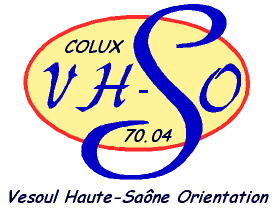 COLUX
VH-SO
70.04
Vesoul Haute-Saône Orientation